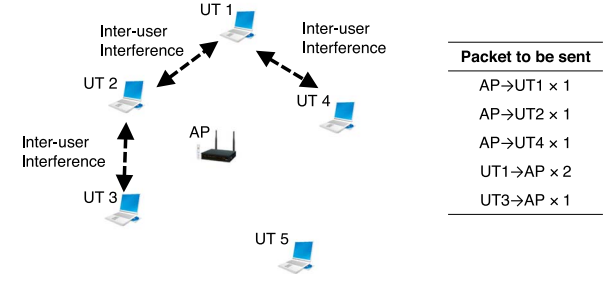 UT 1
Inter-user
Interference
Inter-user
Interference
UT 2
UT 4
AP
Inter-user
Interference
UT 3
UT 5
Packet to be sent
AP→UT1 × 1
AP→UT2 × 1
AP→UT4 × 1
UT1→AP × 2
UT3→AP × 1